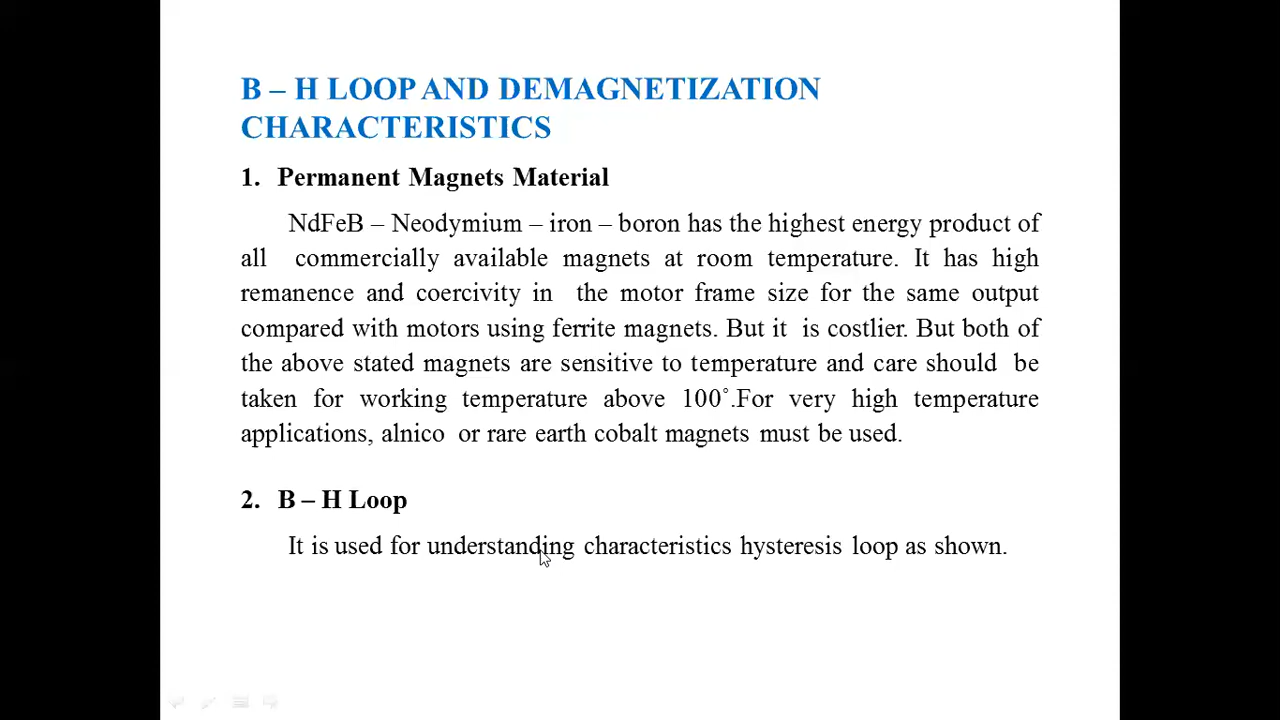 B – H LOOP AND DEMAGNETIZATION
CHARACTERISTICS
1. Permanent Magnets Material
NdFeB – Neodymium – iron – boron has the highest energy product of
all commercially available magnets at room temperature. It has high
remanence and coercivity in the motor frame size for the same output
compared with motors using ferrite magnets. But it is costlier. But both of
the above stated magnets are sensitive to temperature and care should be
taken for working temperature above 100˚.For very high temperature
applications, alnico or rare earth cobalt magnets must be used.
2. B – H Loop
It is used for understanding characteristics hysteresis loop as shown.